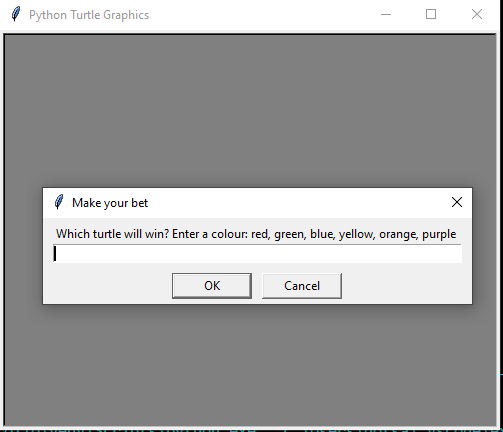 Python Turtle Graphics
Make your bet
Which turtle will win? Enter a colour: red, green, blue, yellow, orange, purple
OK
Cancel